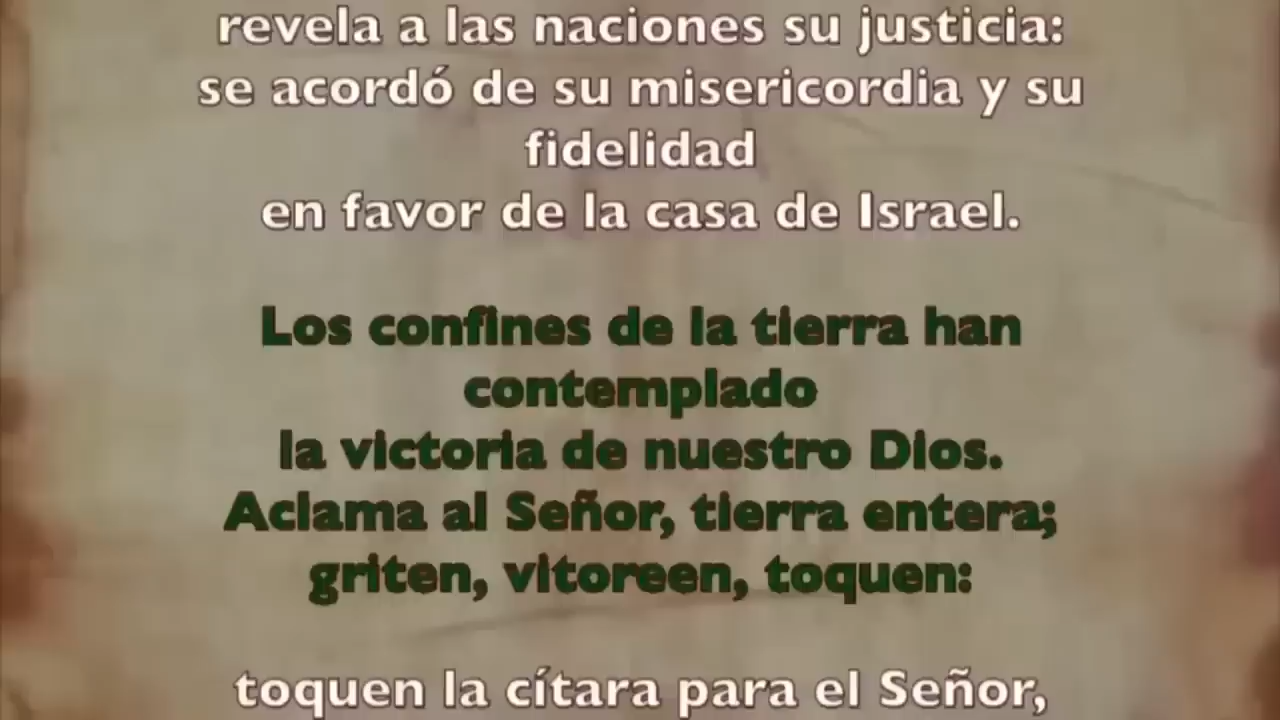 revela a las naciones su justicia:
se acordó de su misericordia y su
fidelidad
en favor de la casa de Israel.
Los confines de la tierra han
contemplado
la victoria de nuestro Dios.
Aclama al Señor, tierra entera;
griten, vitoreen, toquen:
toquen la cítara para el Señor,